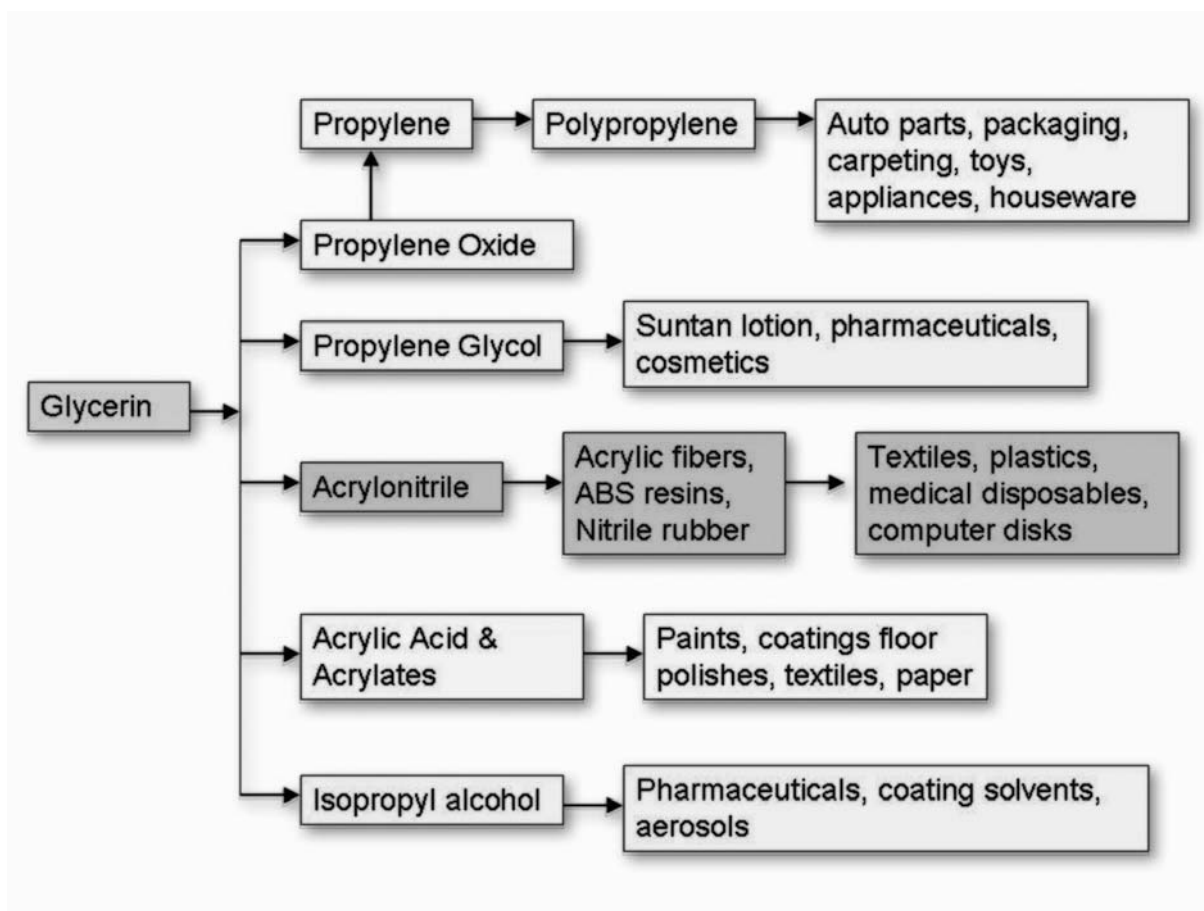 Propylene
Polypropylene
Auto parts, packaging,
carpeting, toys,
appliances, houseware
Propylene Oxide
Propylene Glycol
Suntan lotion, pharmaceuticals,
cosmetics
Glycerin
Acrylonitrile
Acrylic fibers,
ABS resins,
Nitrile rubber
Textiles, plastics,
medical disposables,
computer disks
Acrylic Acid &
Acrylates
Paints, coatings floor
polishes, textiles, paper
Isopropyl alcohol
Pharmaceuticals, coating solvents,
aerosols